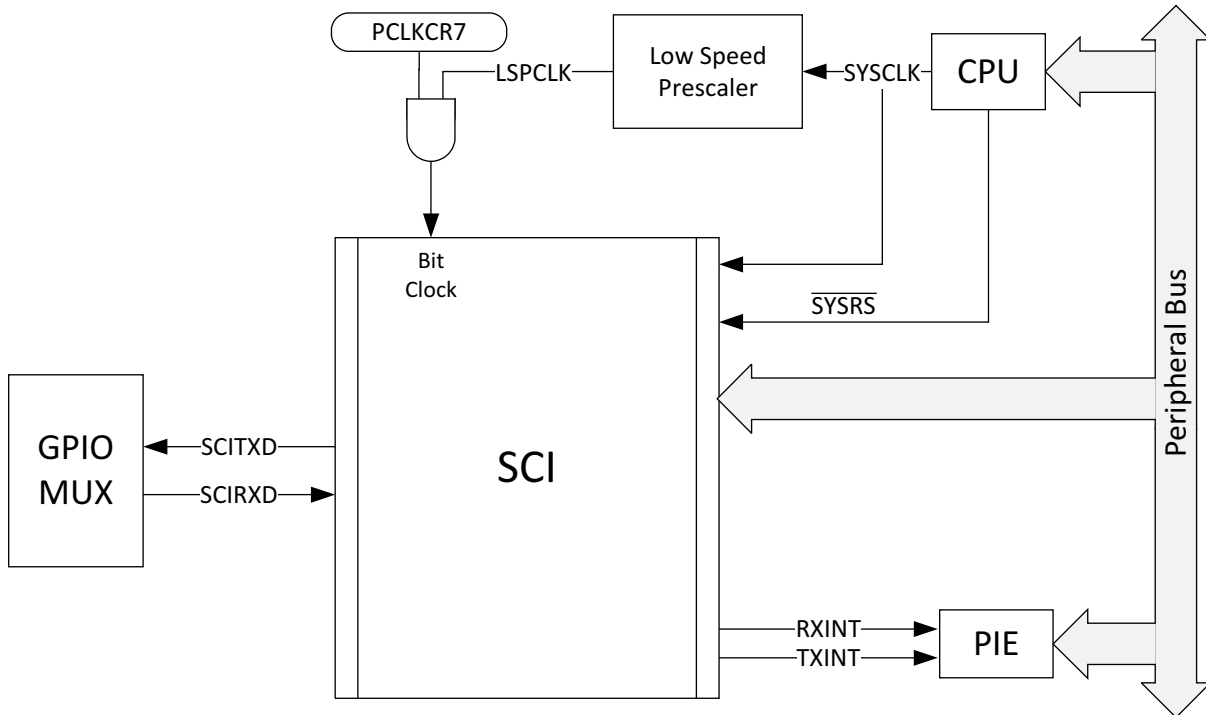 PCLKCR7
LSPCLK
Low Speed
Prescaler
SYSCLK
CPU
Bit
Clock
SYSRS
Peripheral Bus
GPIO
MUX
SCITXD
SCIRXD
SCI
RXINT
TXINT
PIE